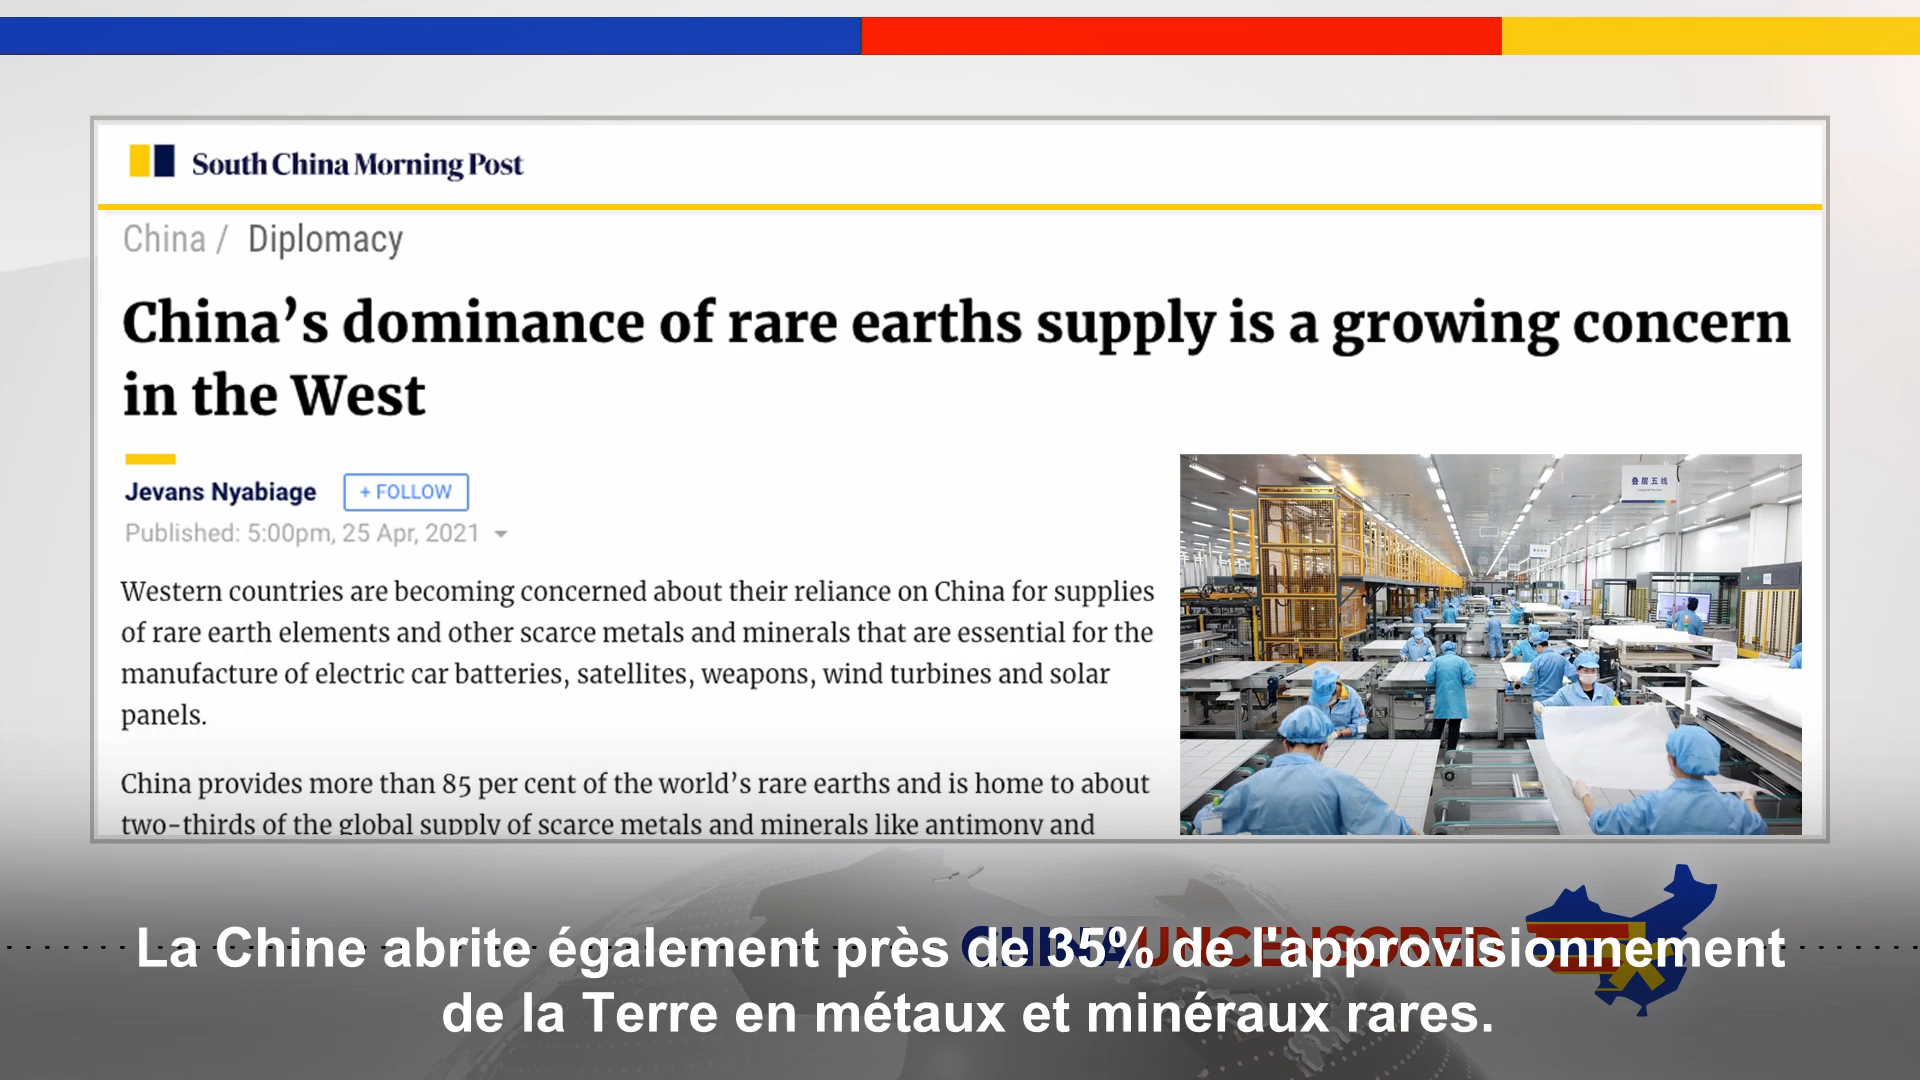 South China Morning Post
China / Diplomacy
China’s dominance of rare earths supply is a growing concern
in the West
Jevans Nyabiage + FOLLOW
Published: 5:00pm, 25 Apr, 2021
叠层五线
Western countries are becoming concerned about their reliance on China for supplies
of rare earth elements and other scarce metals and minerals that are essential for the
manufacture of electric car batteries, satellites, weapons, wind turbines and solar
panels.
China provides more than 85 per cent of the world’s rare earths and is home to about
two-thirds of the global supply of scarce metals and minerals like antimony and
CHINA UNCENSORED
La Chine abrite également près de 35% de l'approvisionnement
de la Terre en métaux et minéraux rares.